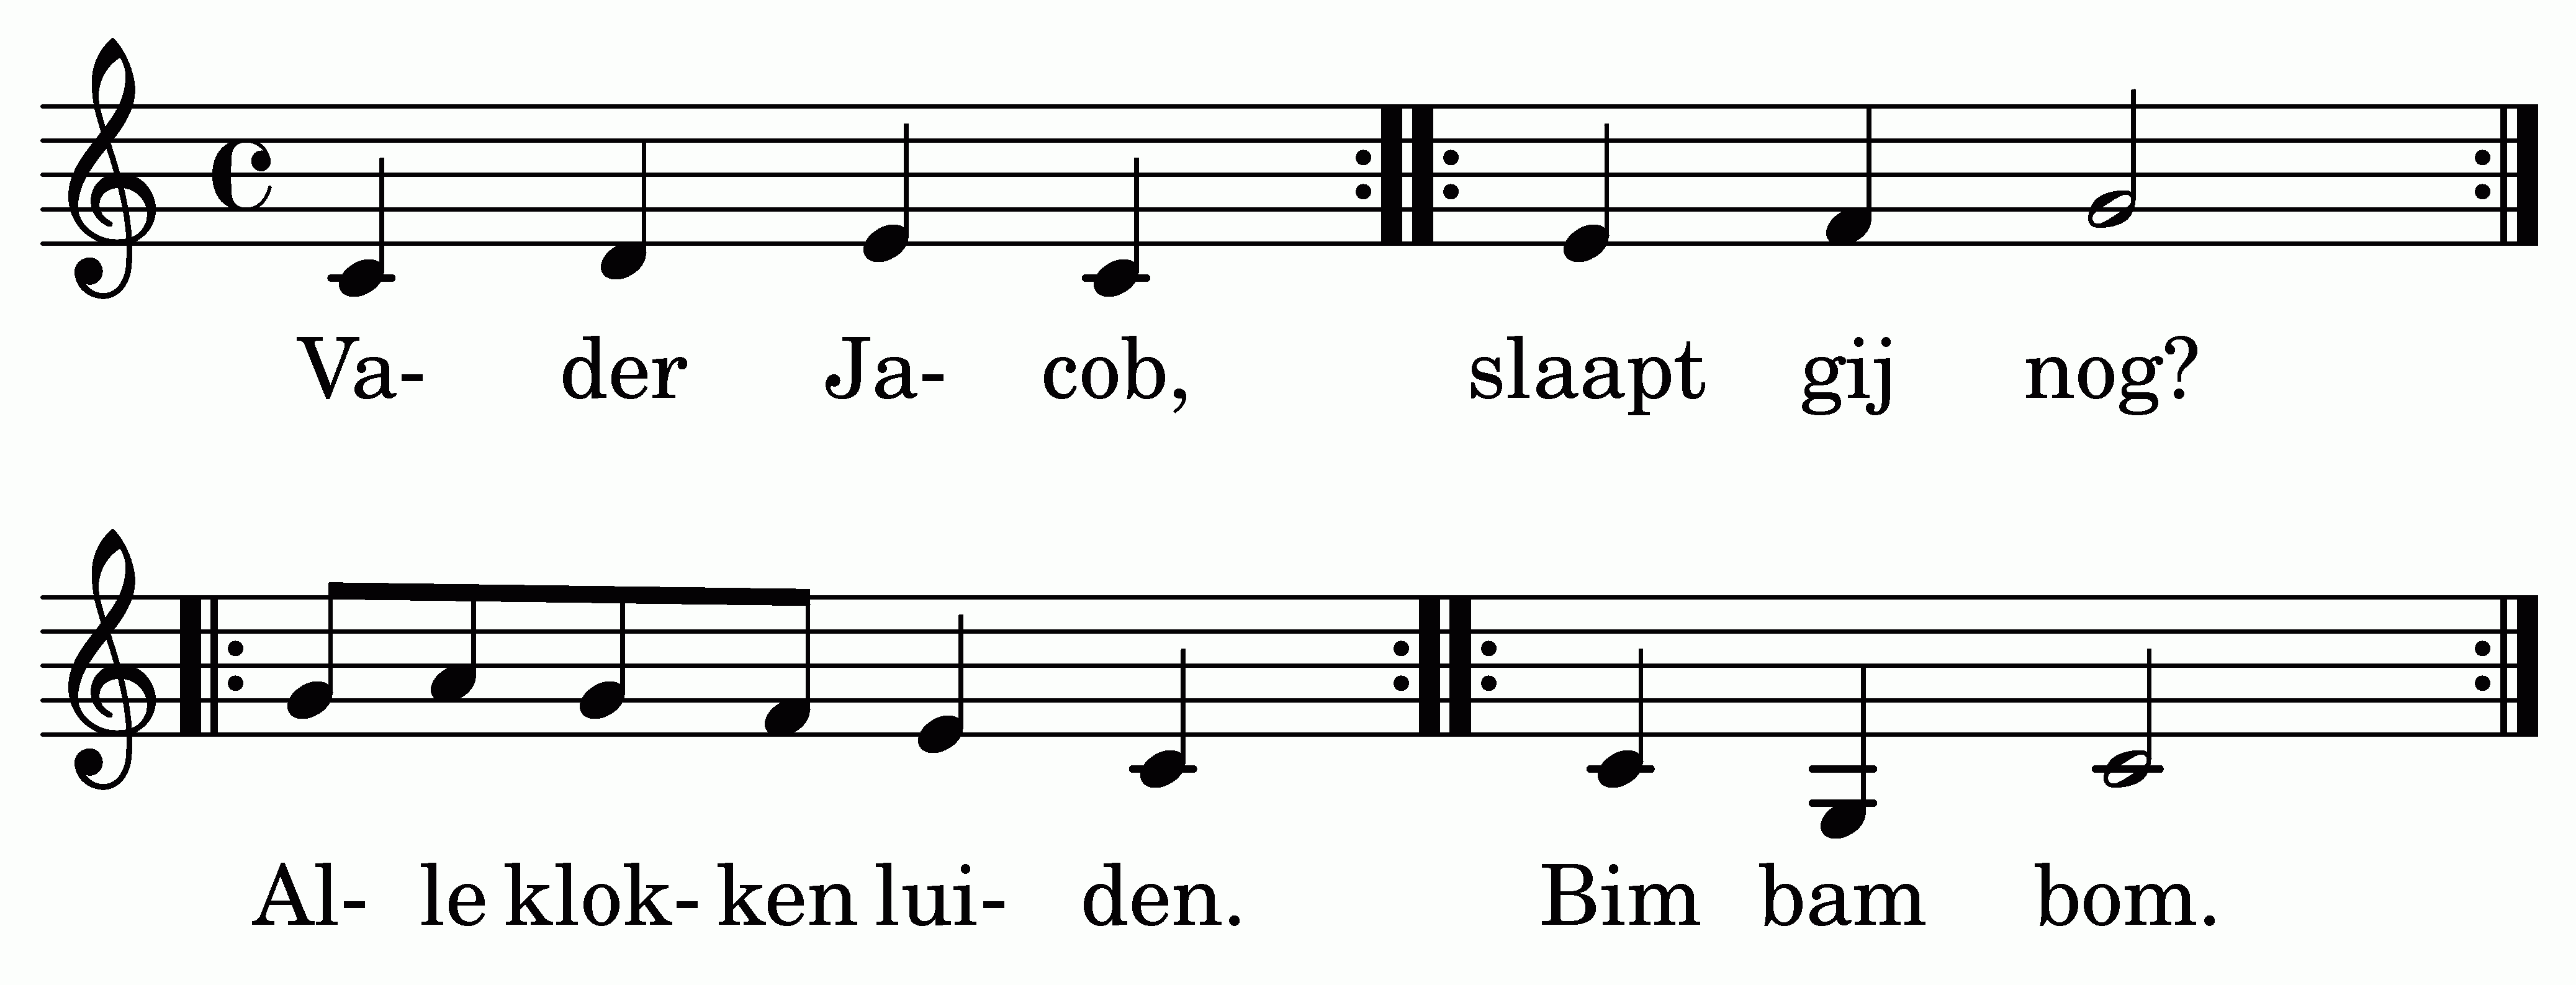 Va- der Ja- cob, slaapt gij nog?
Al- le klok- ken lui- den. Bim bam bom.